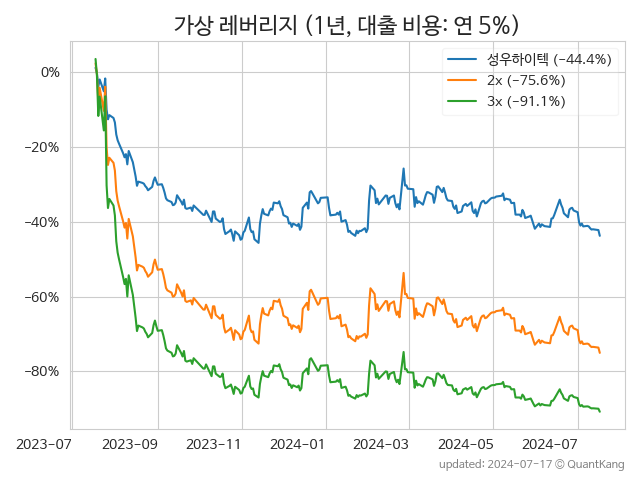 가상 레버리지 (1년, 대출 비용: 연 5%)
성우하이텍 (−44.4%)
2x (−75.6%)
3x (−91.1%)
0%
−20%
−40%
−60%
−80%
2023−07 2023−09 2023−11 2024−01 2024−03 2024−05 2024−07
updated: 2024−07−17 © QuantKang